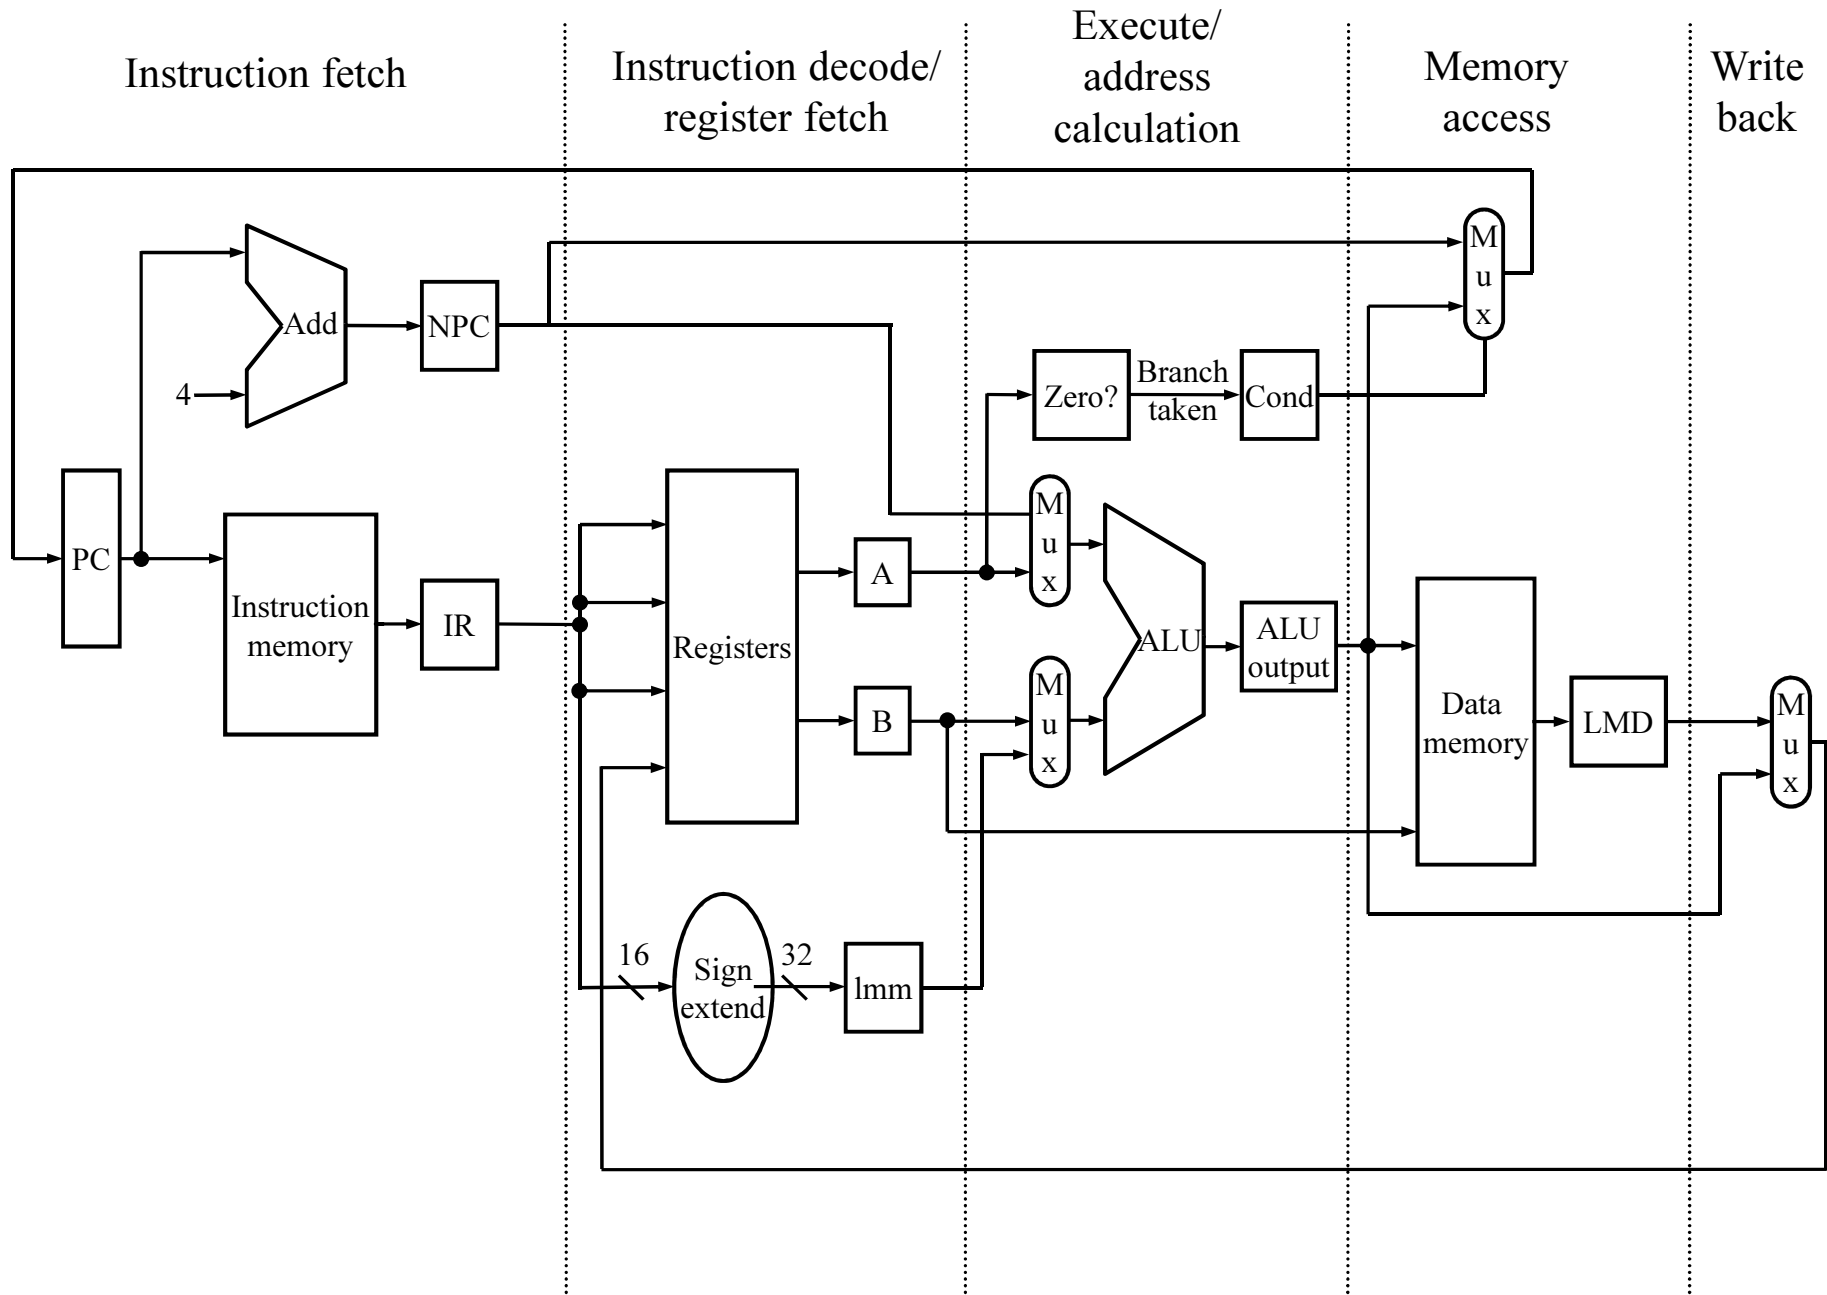 Instruction fetch
Instruction decode/
register fetch
Execute/
address
calculation
Memory
access
Write
back
Add
NPC
4
PC
Instruction
memory
IR
Registers
A
B
16
Sign
extend
32
lmm
Zero?
Branch
taken
Cond
M
u
x
M
u
x
ALU
ALU
output
M
u
x
Data
memory
LMD
M
u
x